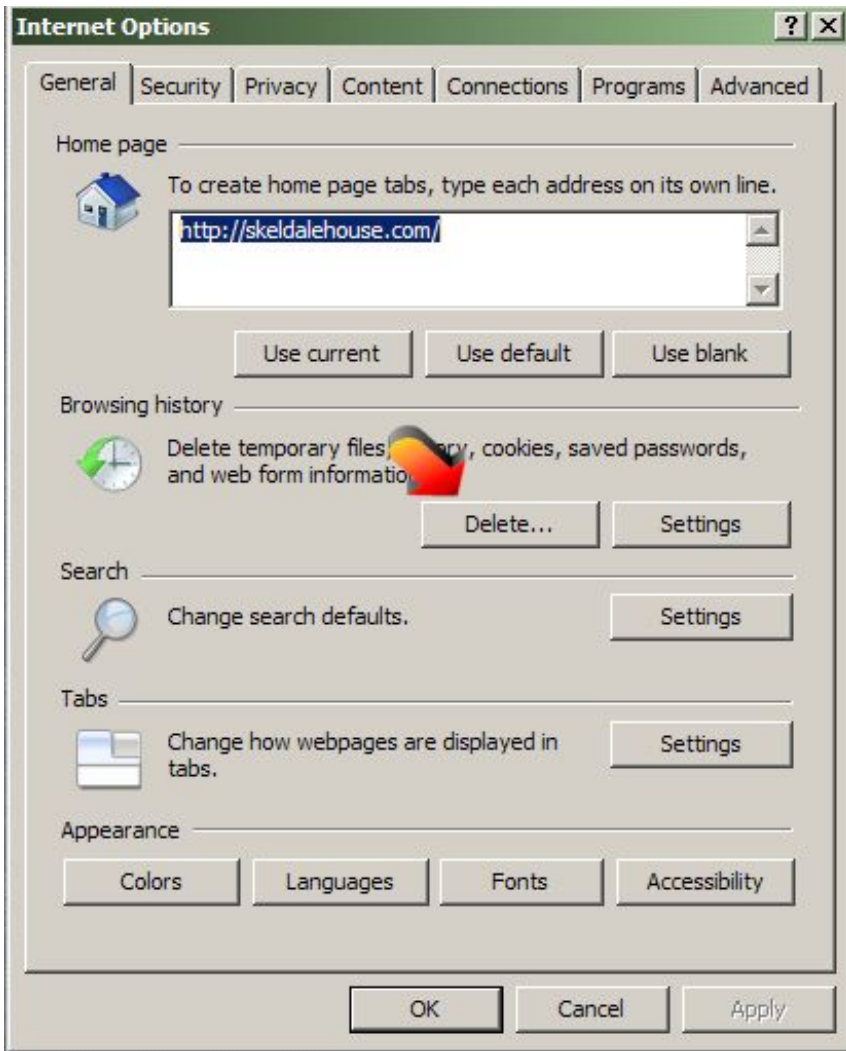 Internet Options
General Security Privacy Content Connections Programs Advanced
Home page
To create home page tabs, type each address on its own line.
http://skeldalehouse.com/
Use current Use default Use blank
Browsing history
Delete temporary files, cookies, saved passwords,
and web form
Delete... Settings
Search
Change search defaults. Settings
Tabs
Change how webpages are displayed in
tabs.
Settings
Appearance
Colors Languages Fonts Accessibility
OK Cancel Apply